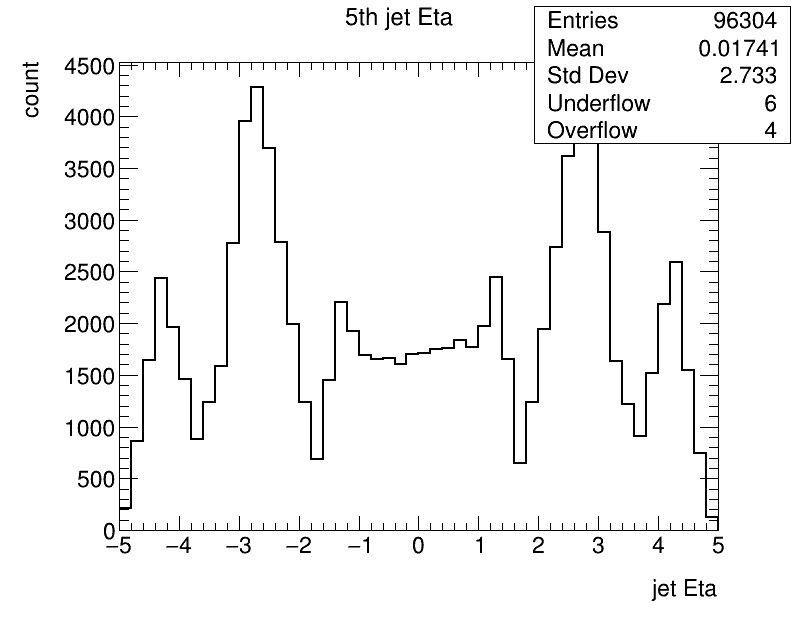 5th jet Eta
Entries 96304
Mean 0.01741
Std Dev 2.733
Underflow 6
Overflow 4
count
4500
4000
3500
3000
2500
2000
1500
1000
500
0
−5 −4 −3 −2 −1 0 1 2 3 4 5
jet Eta